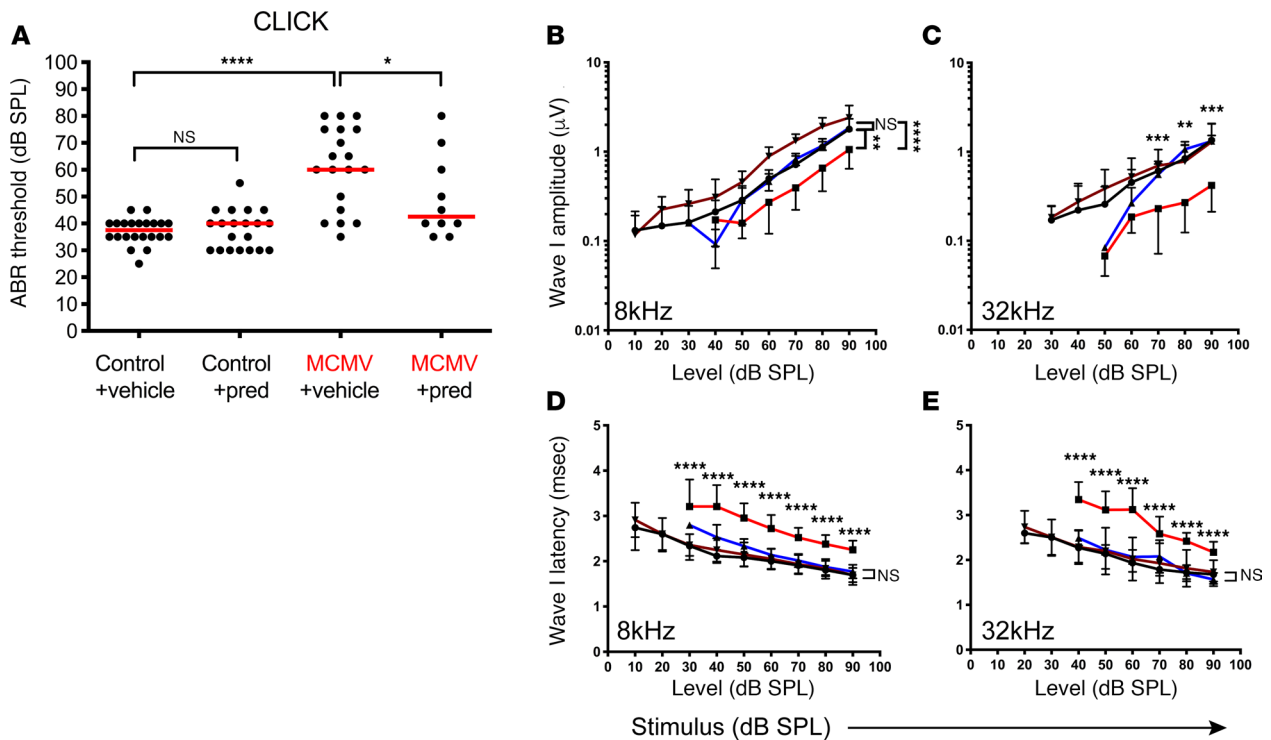 CLICK
A
ABR threshold (dB SPL)
100
90
80
70
60
50
40
30
20
10
0
****
*
NS
Control
+vehicle
Control
+pred
MCMV
+vehicle
MCMV
+pred
B
Wave I amplitude (µV)
10
1
0.1
0.01
NS
**
****
8kHz
0 10 20 30 40 50 60 70 80 90 100
Level (dB SPL)
C
10
1
0.1
0.01
*** ** ***
32kHz
0 10 20 30 40 50 60 70 80 90 100
Level (dB SPL)
D
Wave I latency (msec)
5
4
3
2
1
0
**** **** **** **** **** **** ****
NS
8kHz
0 10 20 30 40 50 60 70 80 90 100
Level (dB SPL)
E
5
4
3
2
1
0
**** **** **** **** **** ****
NS
32kHz
0 10 20 30 40 50 60 70 80 90 100
Level (dB SPL)
Stimulus (dB SPL)